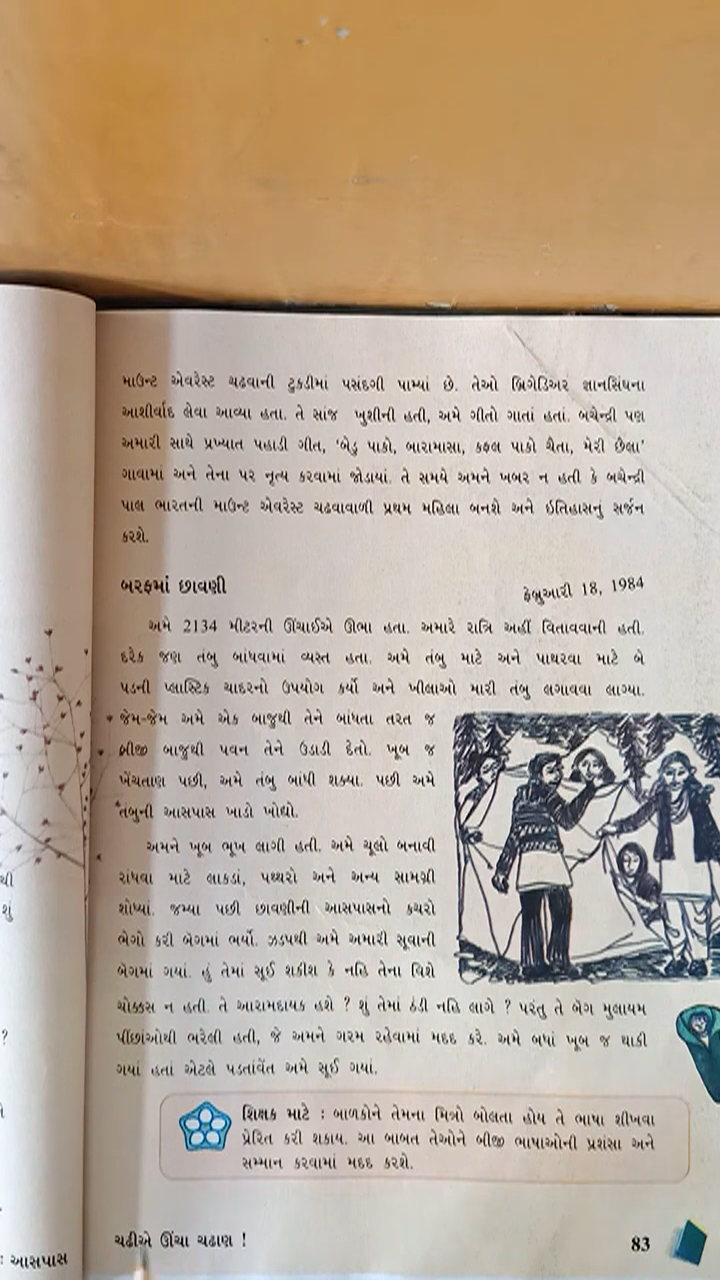 માઉન્ટ એવરેસ્ટ ચઢવાની ટુકડીમાં પસંદગી પામ્યાં છે. તેઓ બ્રિગેડિઅર જ્ઞાનસિંઘના
આશીર્વાદ લેવા આવ્યા હતા. તે સાંજ ખુશીની હતી, અમે ગીતો ગાતાં હતાં. બચેન્દ્રી પણ
અમારી સાથે પ્રખ્યાત પહાડી ગીત, ‘બેડુ પાકો, બારામાસા, કફલ પાકો ચૈતા, મેરી છૈલા’
ગાવામાં અને તેના પર નૃત્ય કરવામાં જોડાયાં. તે સમયે અમને ખબર ન હતી કે બચેન્દ્રી
પાલ ભારતની માઉન્ટ એવરેસ્ટ ચઢવાવાળી પ્રથમ મહિલા બનશે અને ઇતિહાસનું સર્જન
કરશે.
બરફમાં છાવણી ફેબ્રુઆરી 18, 1984
અમે 2134 મીટરની ઊંચાઈએ ઊભા હતા. અમારે રાત્રિ અહીં વિતાવવાની હતી.
દરેક જણ તંબુ બાંધવામાં વ્યસ્ત હતા. અમે તંબુ માટે અને પાથરવા માટે બે
પડની પ્લાસ્ટિક ચાદરનો ઉપયોગ કર્યો અને ખીલાઓ મારી તંબુ લગાવવા લાગ્યા.
જેમ-જેમ અમે એક બાજુથી તેને બાંધતા તરત જ
બીજી બાજુથી પવન તેને ઉડાડી દેતો. ખૂબ જ
ખેંચતાણ પછી, અમે તંબુ બાંધી શક્યા. પછી અમે
તંબુની આસપાસ ખાડો ખોદ્યો.
અમને ખૂબ ભૂખ લાગી હતી. અમે ચૂલો બનાવી
રાંધવા માટે લાકડાં, પથ્થરો અને અન્ય સામગ્રી
શોધ્યાં. જમ્યા પછી છાવણીની આસપાસનો કચરો
ભેગો કરી બૅગમાં ભર્યો. ઝડપથી અમે અમારી સૂવાની
બૅગમાં ગયાં. હું તેમાં સૂઈ શકીશ કે નહિ તેના વિશે
ચોક્કસ ન હતી. તે આરામદાયક હશે ? શું તેમાં ઠંડી નહિ લાગે ? પરંતુ તે બૅગ મુલાયમ
પીંછાંઓથી ભરેલી હતી, જે અમને ગરમ રહેવામાં મદદ કરે. અમે બધાં ખૂબ જ થાકી
ગયાં હતાં એટલે પડતાંવેંત અમે સૂઈ ગયાં.
શિક્ષક માટે : બાળકોને તેમના મિત્રો બોલતા હોય તે ભાષા શીખવા
પ્રેરિત કરી શકાય. આ બાબત તેઓને બીજી ભાષાઓની પ્રશંસા અને
સમ્માન કરવામાં મદદ કરશે.
ચઢીએ ઊંચા ચઢાણ ! 83
થી
શું
?
: આસપાસ